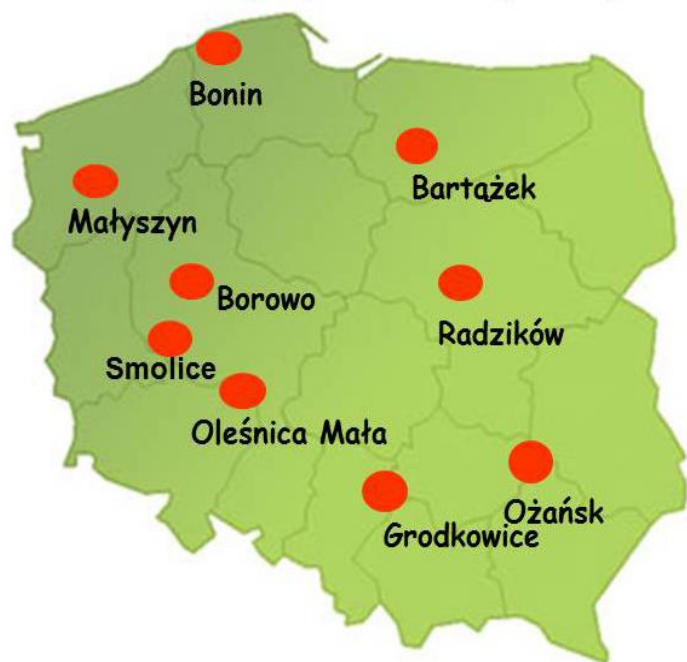 Bonin
Bartążek
Małyszyn
Borowo
Radzików
Smolice
Oleśnica Mała
Ożańsk
Grodkowice